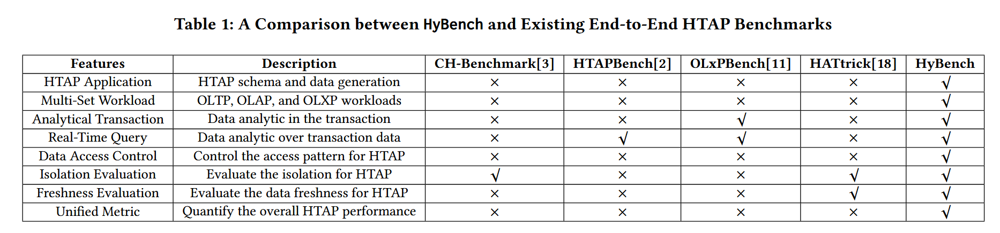 Table 1: A Comparison between HyBench and Existing End-to-End HTAP Benchmarks
Features Description CH-Benchmark[3] HTAPBench[2] OLxPBench[11] HATtrick[18] HyBench
HTAP Application HTAP schema and data generation × × × × √
Multi-Set Workload OLTP, OLAP, and OLXP workloads × × × × √
Analytical Transaction Data analytic in the transaction × × √ × √
Real-Time Query Data analytic over transaction data × √ √ × √
Data Access Control Control the access pattern for HTAP × × × × √
Isolation Evaluation Evaluate the isolation for HTAP √ × × √ √
Freshness Evaluation Evaluate the data freshness for HTAP × × × √ √
Unified Metric Quantify the overall HTAP performance × × × × √